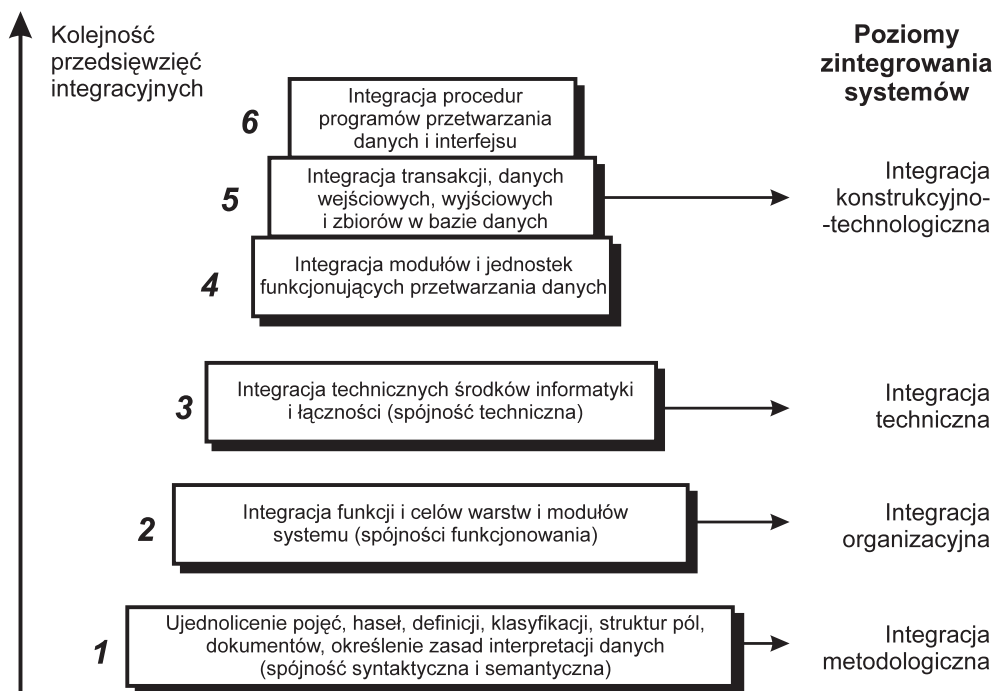 Kolejność
przedsięwzięć
integracyjnych
Poziomy
zintegrowania
systemów
6
Integracja procedur
programów przetwarzania
danych i interfejsu
5
Integracja transakcji, danych
wejściowych, wyjściowych
i zbiorów w bazie danych
Integracja
konstrukcyjno-
-technologiczna
4
Integracja modułów i jednostek
funkcjonujących przetwarzania danych
3
Integracja technicznych środków informatyki
i łączności (spójność techniczna)
Integracja
techniczna
2
Integracja funkcji i celów warstw i modułów
systemu (spójności funkcjonowania)
Integracja
organizacyjna
1
Ujednolicenie pojęć, haseł, definicji, klasyfikacji, struktur pól,
dokumentów, określenie zasad interpretacji danych
(spójność syntaktyczna i semantyczna)
Integracja
metodologiczna